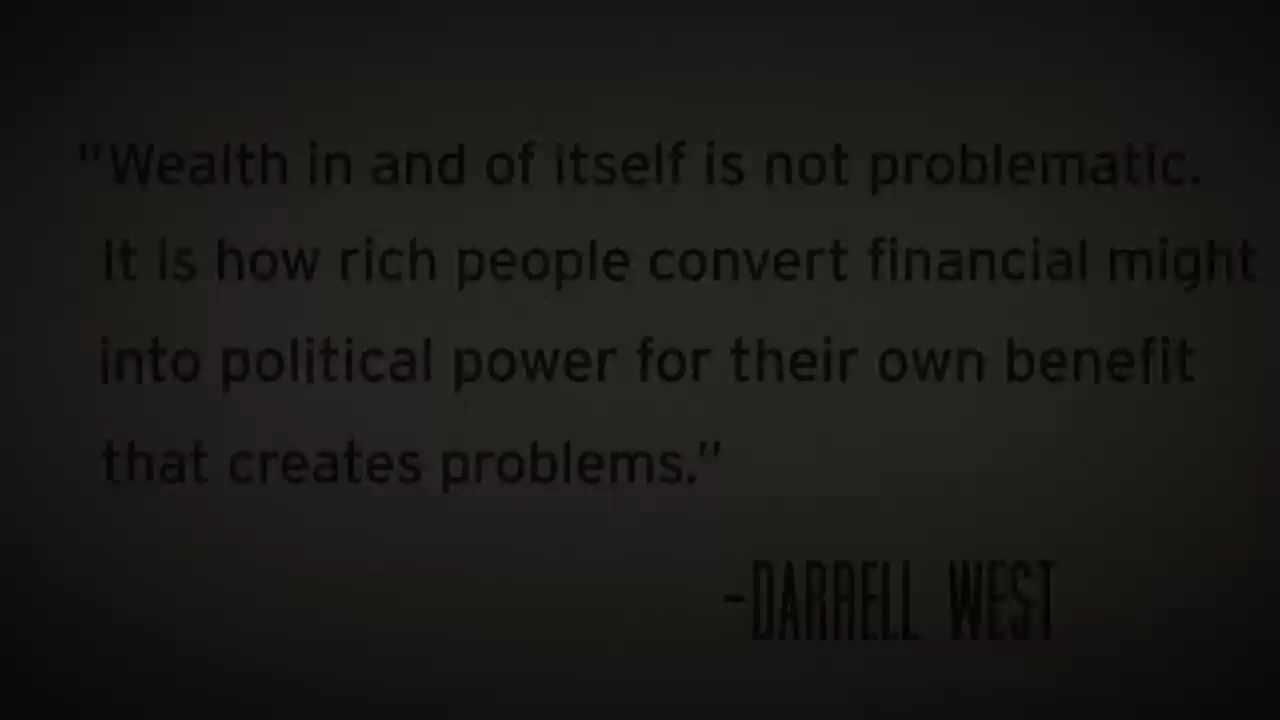 "Wealth in and of itself is not problematic.
It is how rich people convert financial might
into political power for their own benefit
that creates problems."
-DARRELL WEST